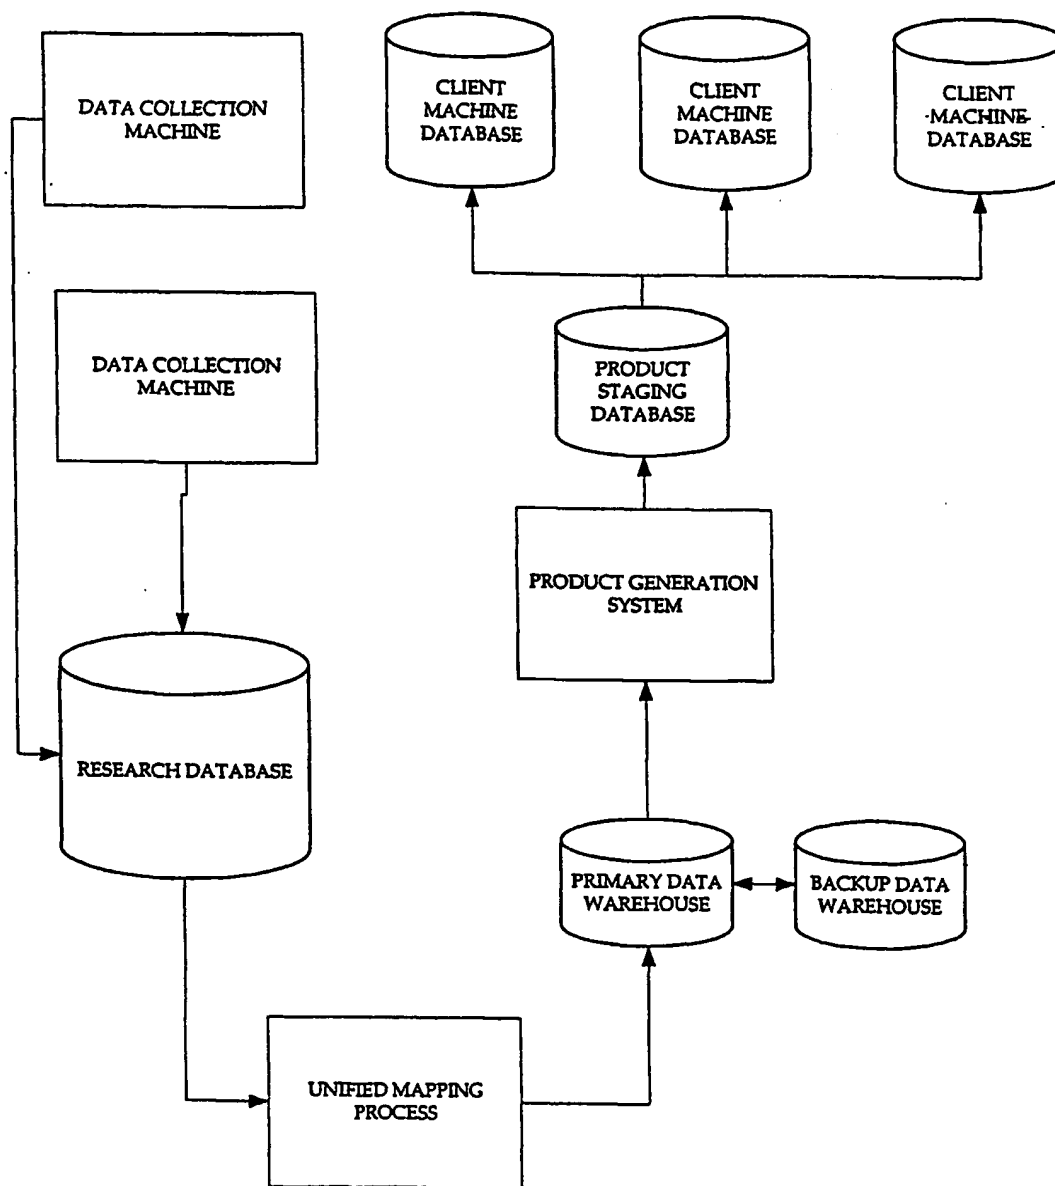 DATA COLLECTION
MACHINE
CLIENT
MACHINE
DATABASE
CLIENT
MACHINE
DATABASE
CLIENT
MACHINE
DATABASE
DATA COLLECTION
MACHINE
PRODUCT
STAGING
DATABASE
PRODUCT GENERATION
SYSTEM
RESEARCH DATABASE
PRIMARY DATA
WAREHOUSE
BACKUP DATA
WAREHOUSE
UNIFIED MAPPING
PROCESS